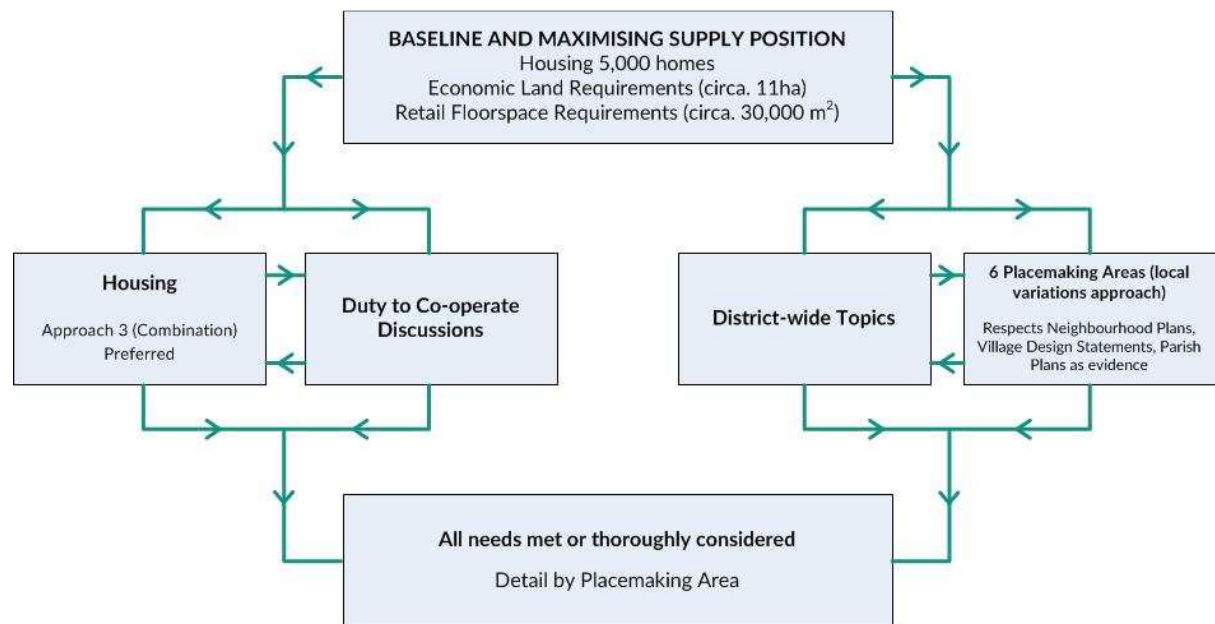 BASELINE AND MAXIMISING SUPPLY POSITION
Housing 5,000 homes
Economic Land Requirements (circa. 11ha)
Retail Floorspace Requirements (circa. 30,000 m²)
Housing
Approach 3 (Combination)
Preferred
Duty to Co-operate
Discussions
District-wide Topics
6 Placemaking Areas (local
variations approach)
Respects Neighbourhood Plans,
Village Design Statements, Parish
Plans as evidence
All needs met or thoroughly considered
Detail by Placemaking Area